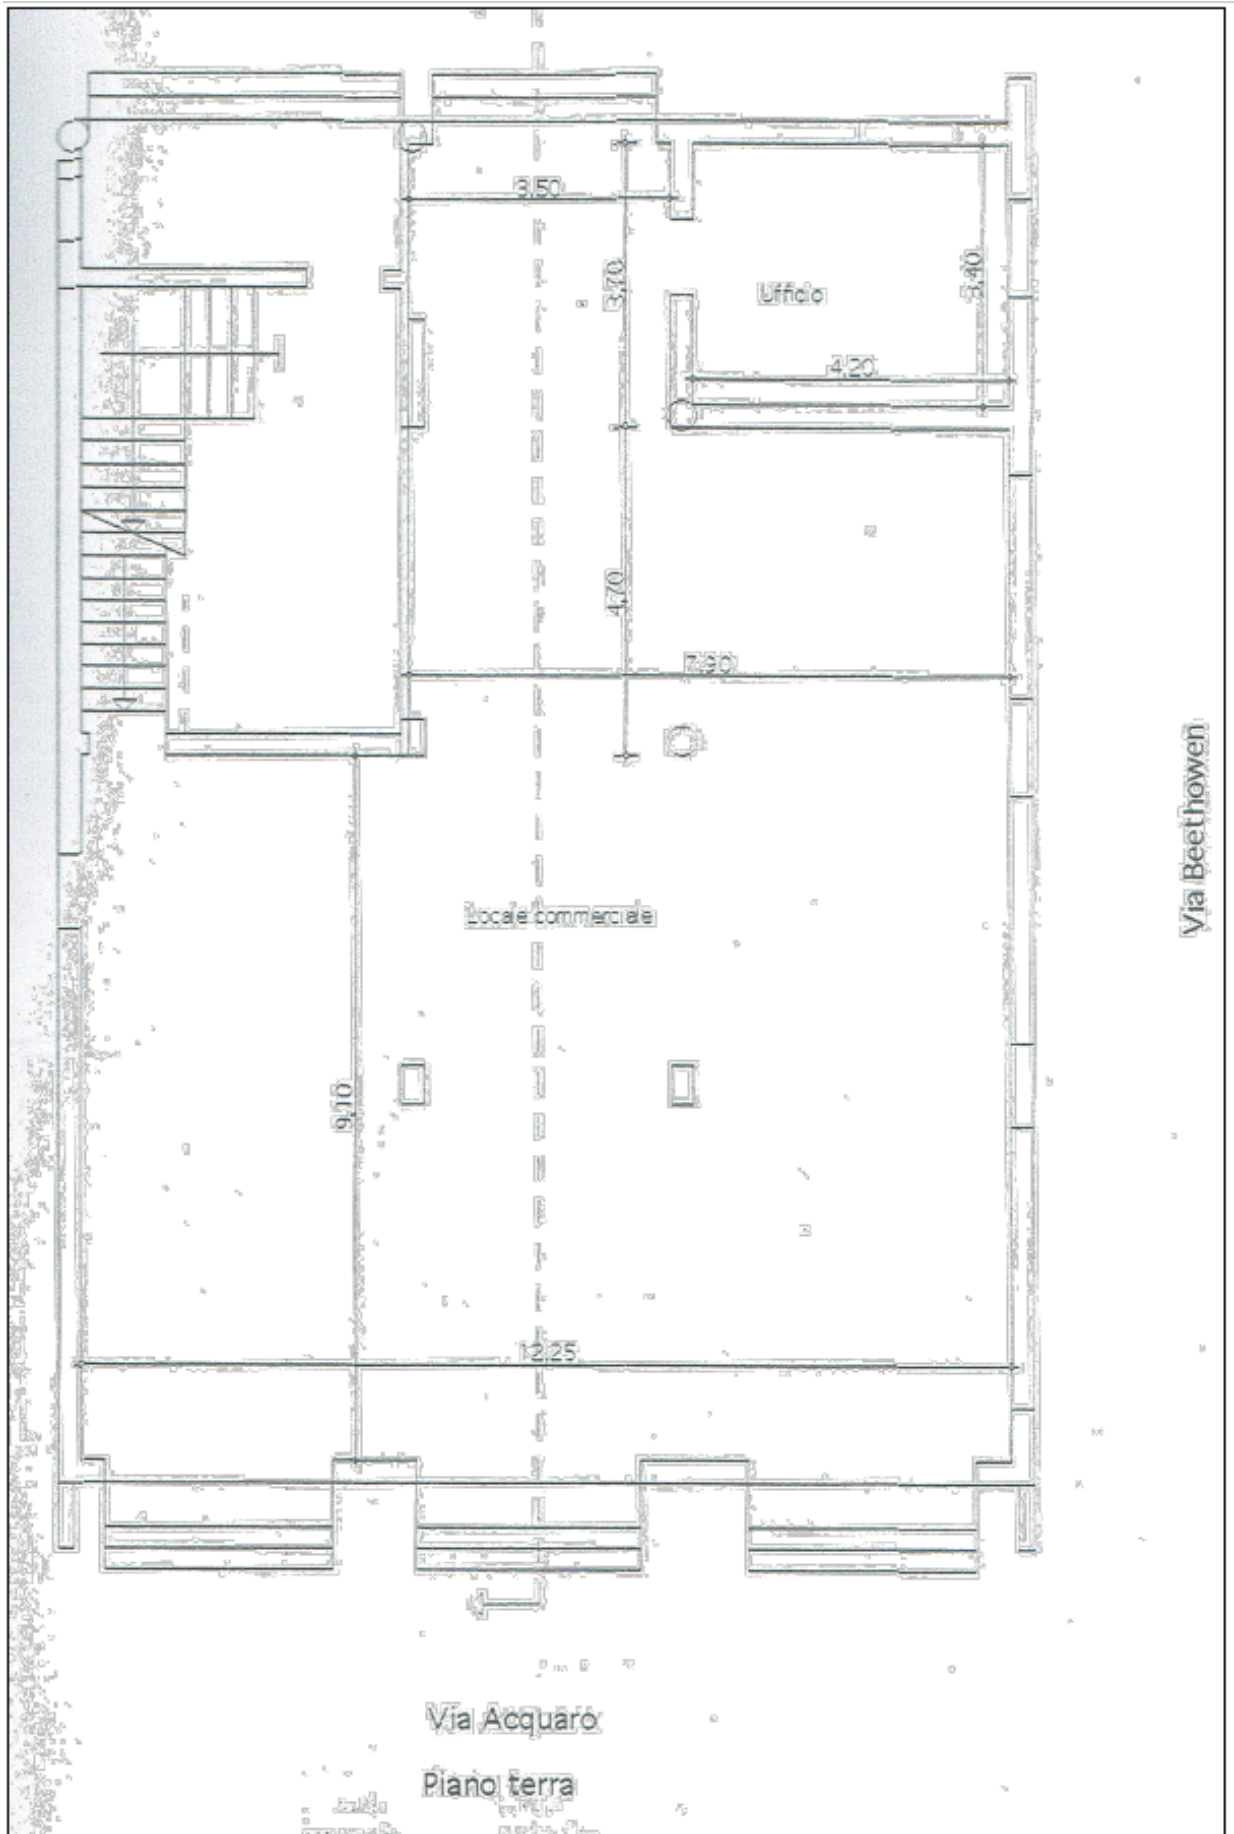 3,50
3,70
3,40
Ufficio
4,20
4,70
7,90
Via Beethowen
Locale commerciale
9,10
12,25
Via Acquaro
Piano terra